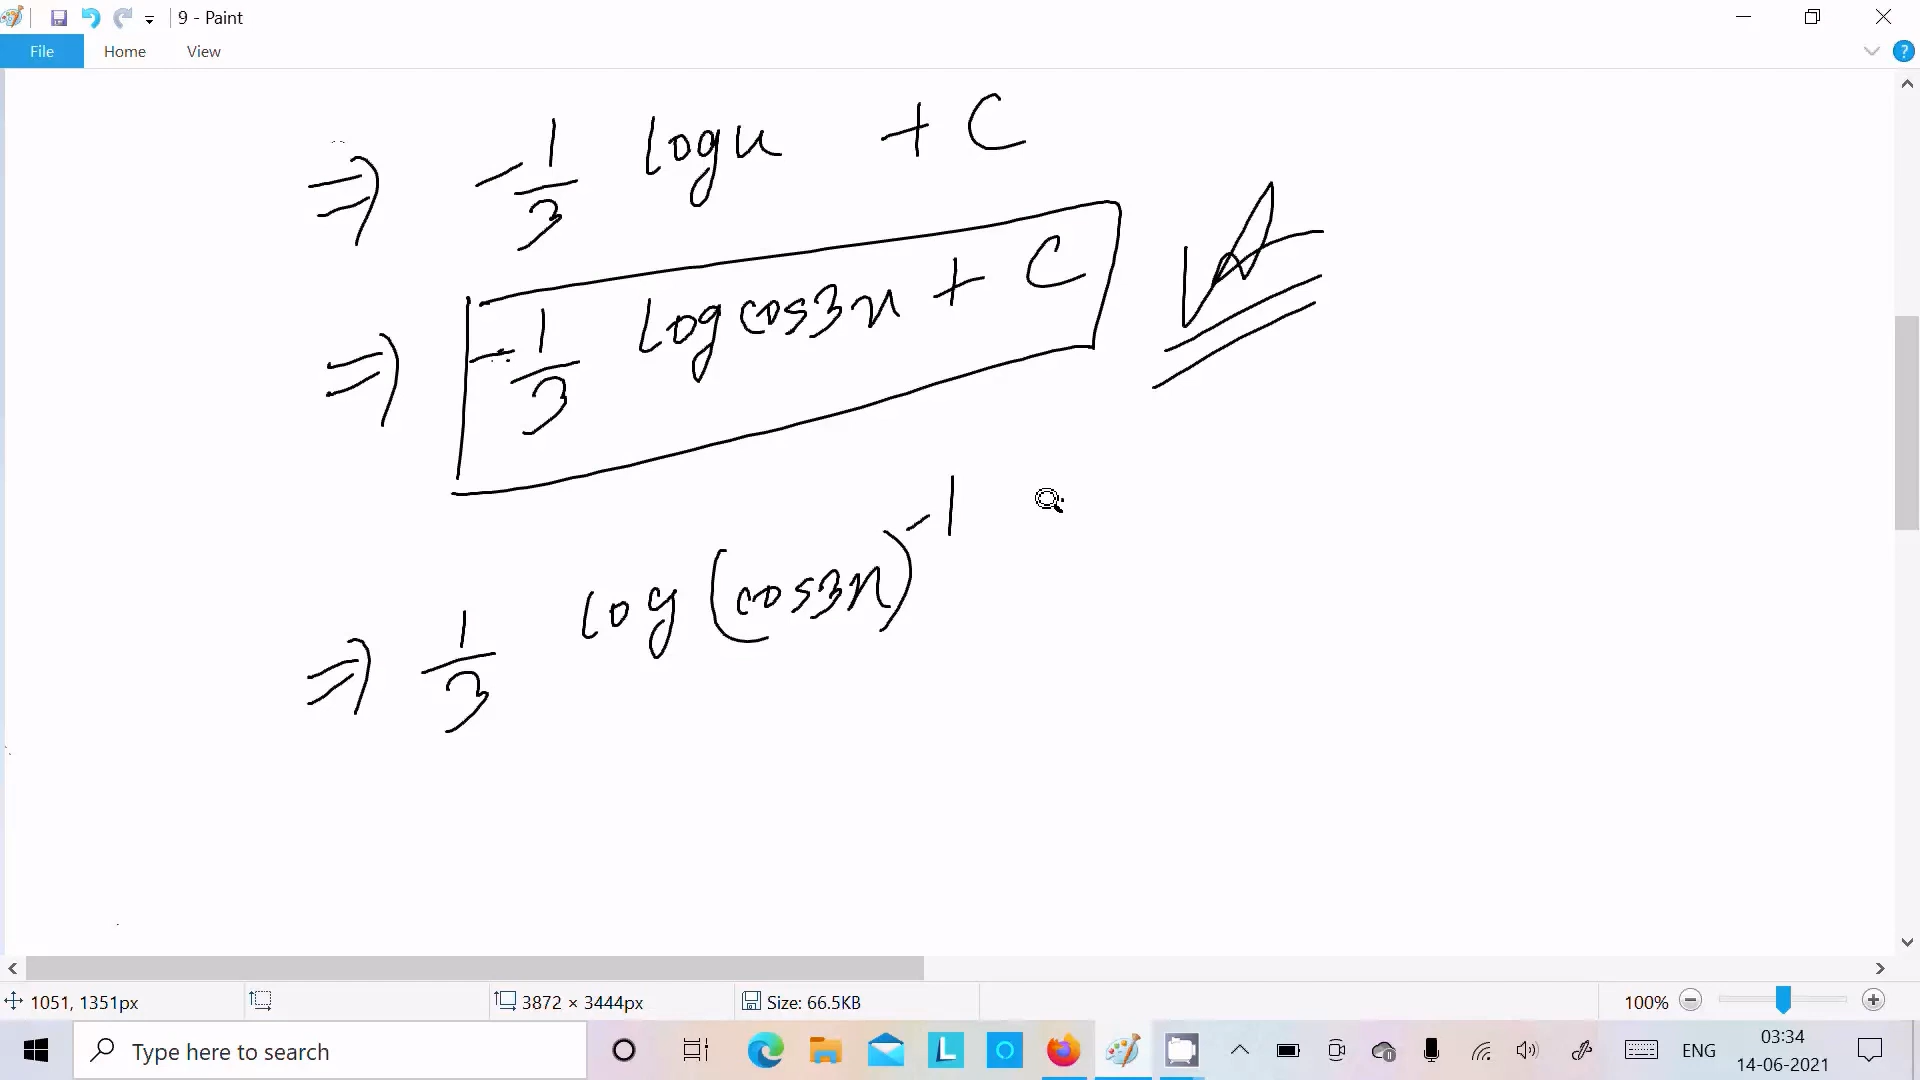 9 - Paint
File Home View
⇒ -1/3 log u + C
⇒ -1/3 log cos3x + C
⇒ 1/3 log (cos3x)^-1
1051, 1351px 3872 × 3444px Size: 66.5KB 100%
Type here to search ENG 03:34
14-06-2021